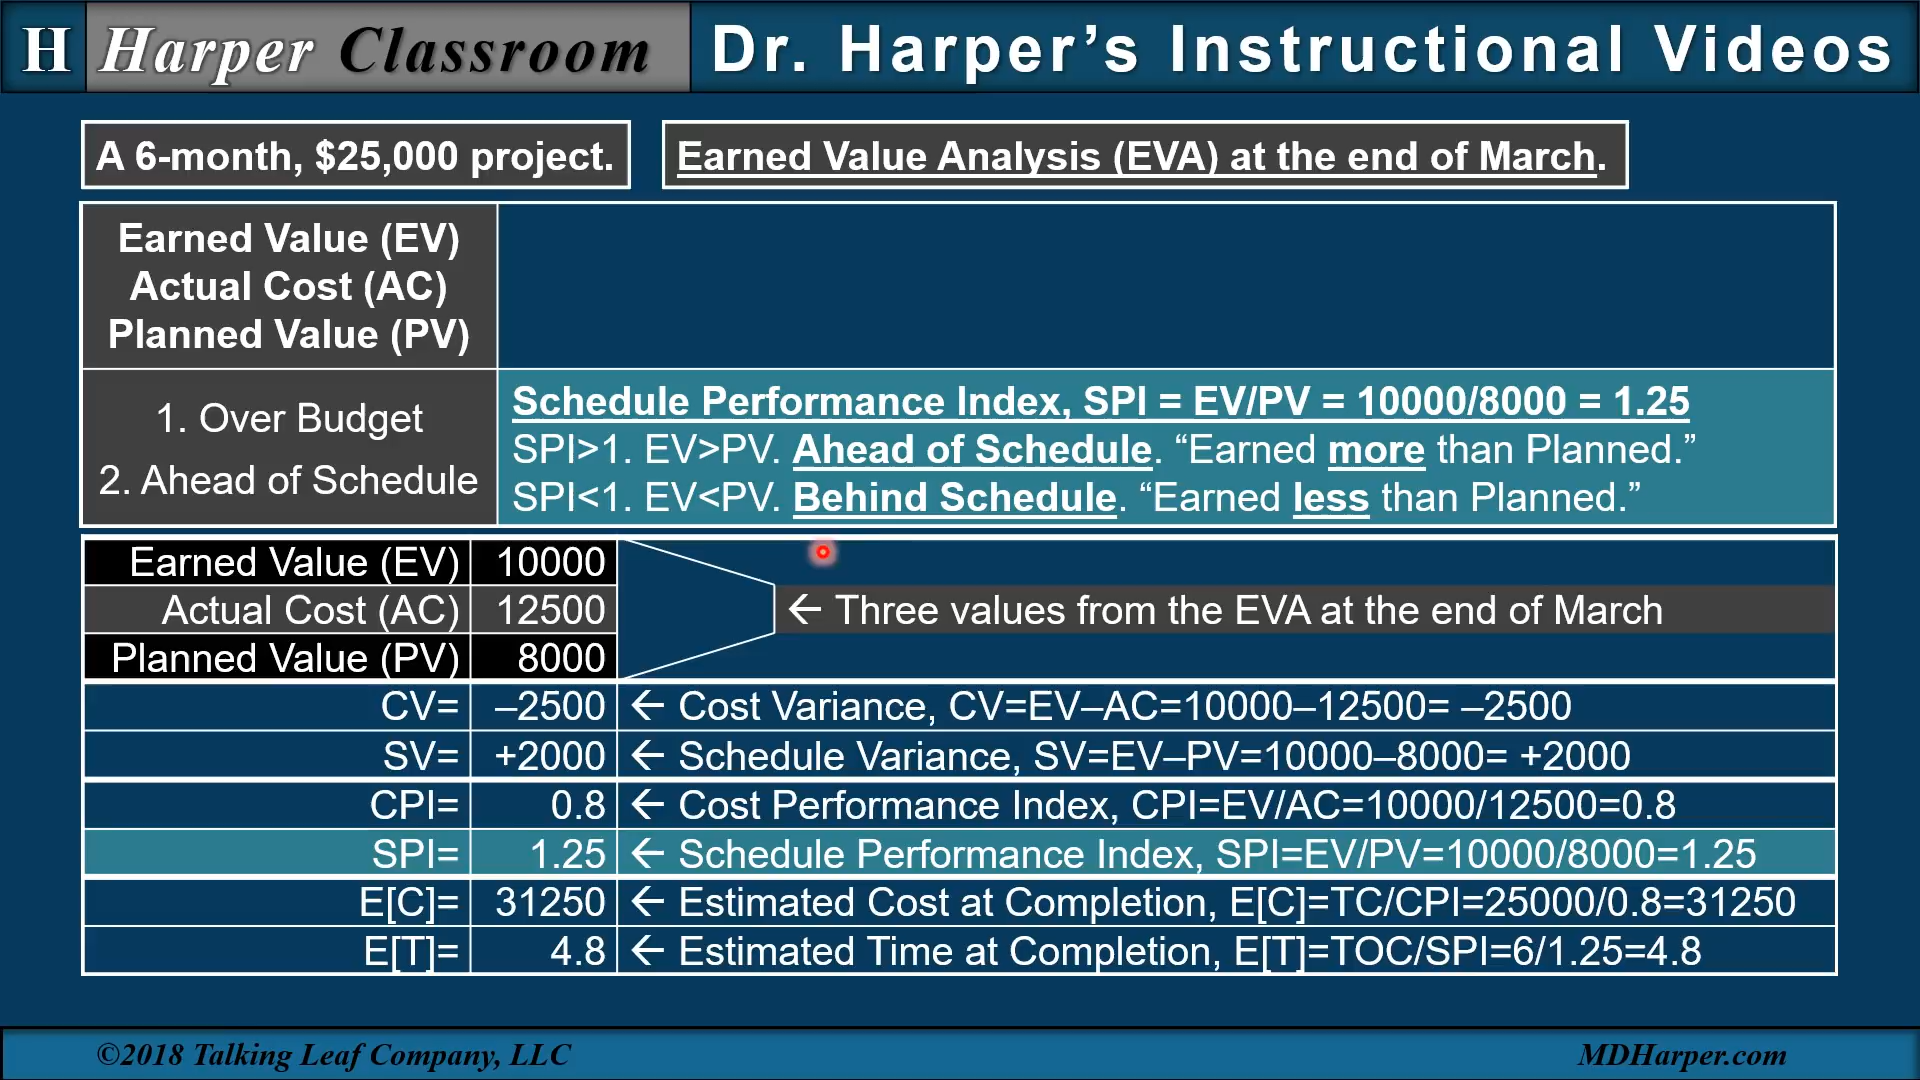 H Harper Classroom Dr. Harper’s Instructional Videos
A 6-month, $25,000 project. Earned Value Analysis (EVA) at the end of March.
Earned Value (EV)
Actual Cost (AC)
Planned Value (PV)
1. Over Budget
2. Ahead of Schedule
Schedule Performance Index, SPI = EV/PV = 10000/8000 = 1.25
SPI>1. EV>PV. Ahead of Schedule. “Earned more than Planned.”
SPI<1. EV<PV. Behind Schedule. “Earned less than Planned.”
Earned Value (EV) 10000
Actual Cost (AC) 12500 ← Three values from the EVA at the end of March
Planned Value (PV) 8000
CV= –2500 ← Cost Variance, CV=EV–AC=10000–12500= –2500
SV= +2000 ← Schedule Variance, SV=EV–PV=10000–8000= +2000
CPI= 0.8 ← Cost Performance Index, CPI=EV/AC=10000/12500=0.8
SPI= 1.25 ← Schedule Performance Index, SPI=EV/PV=10000/8000=1.25
E[C]= 31250 ← Estimated Cost at Completion, E[C]=TC/CPI=25000/0.8=31250
E[T]= 4.8 ← Estimated Time at Completion, E[T]=TOC/SPI=6/1.25=4.8
©2018 Talking Leaf Company, LLC MDHarper.com